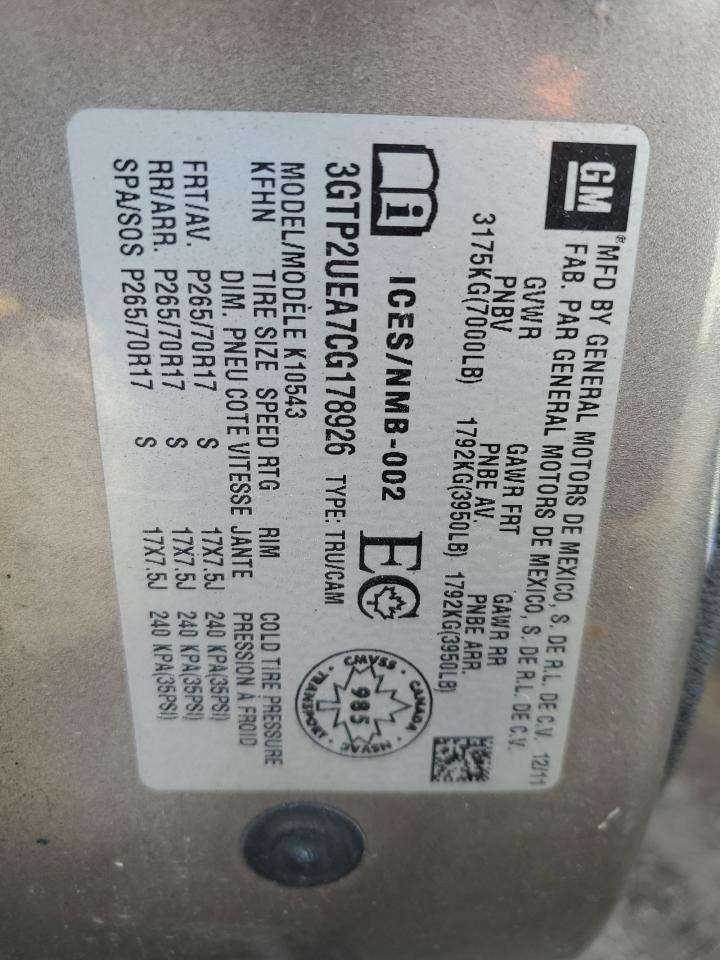 GM
®MFD BY GENERAL MOTORS DE MEXICO, S. DE R.L. DE C.V. 12/11
FAB. PAR GENERAL MOTORS DE MEXICO, S. DE R.L. DE C.V.
GVWR GAWR FRT GAWR RR
PNBV PNBE AV. PNBE ARR.
3175KG(7000LB) 1792KG(3950LB) 1792KG(3950LB)
i ICES/NMB-002 EC
CMVSS · CANADA · NSVAC · TRANSPORT ·
985
3GTP2UEA7CG178926 TYPE: TRU/CAM
MODEL/MODÈLE K10543
KFHN TIRE SIZE SPEED RTG RIM COLD TIRE PRESSURE
DIM. PNEU COTE VITESSE JANTE PRESSION À FROID
FRT/AV. P265/70R17 S 17X7.5J 240 KPA(35PSI)
RR/ARR. P265/70R17 S 17X7.5J 240 KPA(35PSI)
SPA/SOS P265/70R17 S 17X7.5J 240 KPA(35PSI)